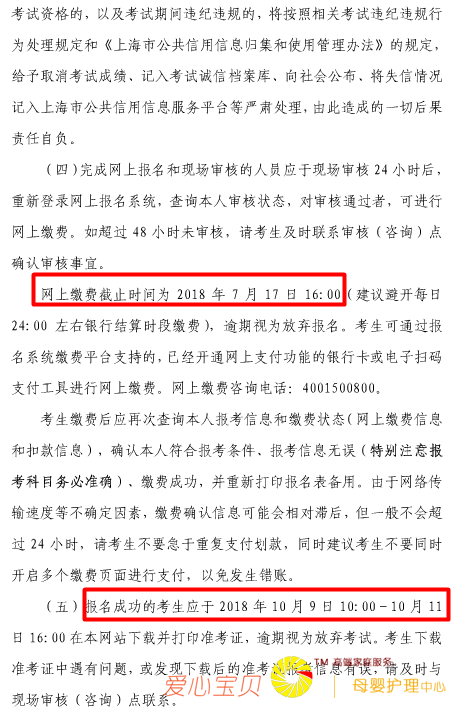 考试资格的，以及考试期间违纪违规的，将按照相关考试违纪违规行
为处理规定和《上海市公共信用信息归集和使用管理办法》的规定，
给予取消考试成绩、记入考试诚信档案库、向社会公布、将失信情况
记入上海市公共信用信息服务平台等严肃处理，由此造成的一切后果
责任自负。
（四）完成网上报名和现场审核的人员应于现场审核 24 小时后，
重新登录网上报名系统，查询本人审核状态，对审核通过者，可进行
网上缴费。如超过 48 小时未审核，请考生及时联系审核（咨询）点
确认审核事宜。
网上缴费截止时间为 2018 年 7 月 17 日 16:00（建议避开每日
24:00 左右银行结算时段缴费），逾期视为放弃报名。考生可通过报
名系统缴费平台支持的，已经开通网上支付功能的银行卡或电子扫码
支付工具进行网上缴费。网上缴费咨询电话：4001500800。
考生缴费后应再次查询本人报考信息和缴费状态（网上缴费信息
和扣款信息），确认本人符合报考条件、报考信息无误（特别注意报
考科目务必准确）、缴费成功，并重新打印报名表备用。由于网络传
输速度等不确定因素，缴费确认信息可能会相对滞后，但一般不会超
过 24 小时，请考生不要急于重复支付划款，同时建议考生不要同时
开启多个缴费页面进行支付，以免发生错账。
（五）报名成功的考生应于 2018 年 10 月 9 日 10:00－10 月 11
日 16:00 在本网站下载并打印准考证，逾期视为放弃考试。考生下载
准考证中遇有问题，或发现下载后的准考证报考信息有误，请及时与
现场审核（咨询）点联系。
爱心宝贝 TM 高端家庭服务
母婴护理中心